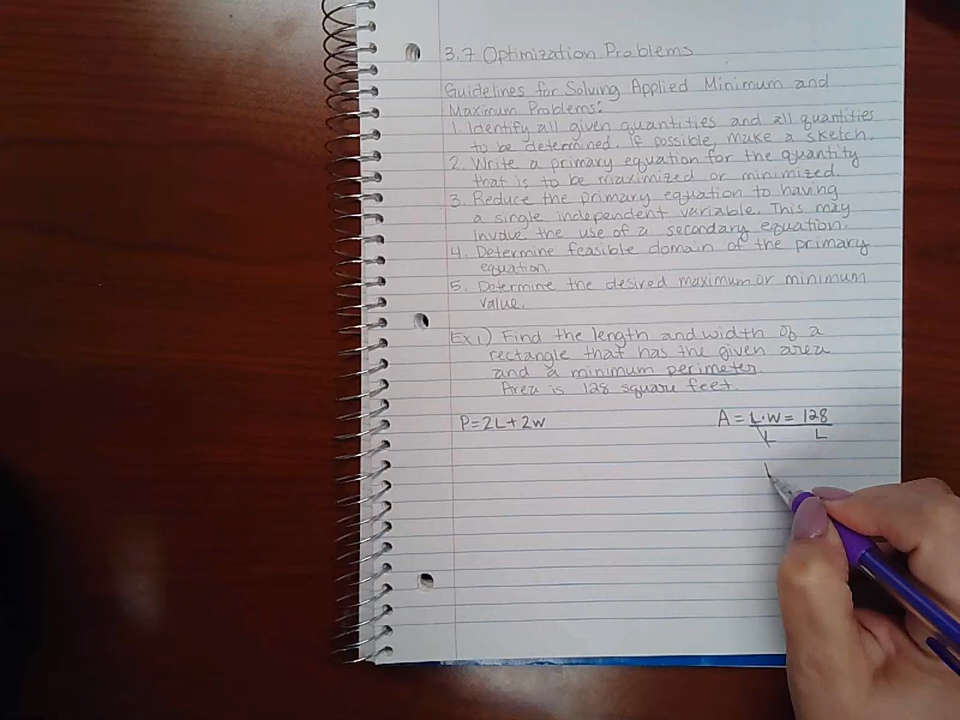 3.7 Optimization Problems
Guidelines for Solving Applied Minimum and
Maximum Problems:
1. Identify all given quantities and all quantities
to be determined. If possible, make a sketch.
2. Write a primary equation for the quantity
that is to be maximized or minimized.
3. Reduce the primary equation to having
a single independent variable. This may
involve the use of a secondary equation.
4. Determine feasible domain of the primary
equation.
5. Determine the desired maximum or minimum
value.
Ex 1) Find the length and width of a
rectangle that has the given area
and a minimum perimeter.
Area is 128 square feet.
P=2L+2W
A = L·W = 128
L L